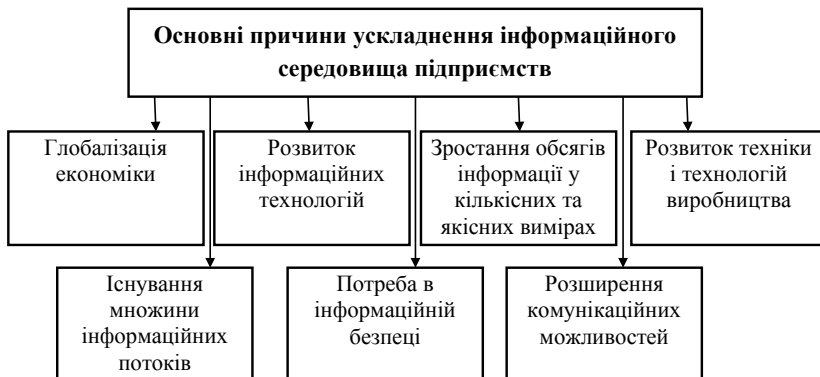 Основні причини ускладнення інформаційного
середовища підприємств
Глобалізація
економіки
Розвиток
інформаційних
технологій
Зростання обсягів
інформації у
кількісних та
якісних вимірах
Розвиток техніки
і технологій
виробництва
Існування
множини
інформаційних
потоків
Потреба в
інформаційній
безпеці
Розширення
комунікаційних
можливостей